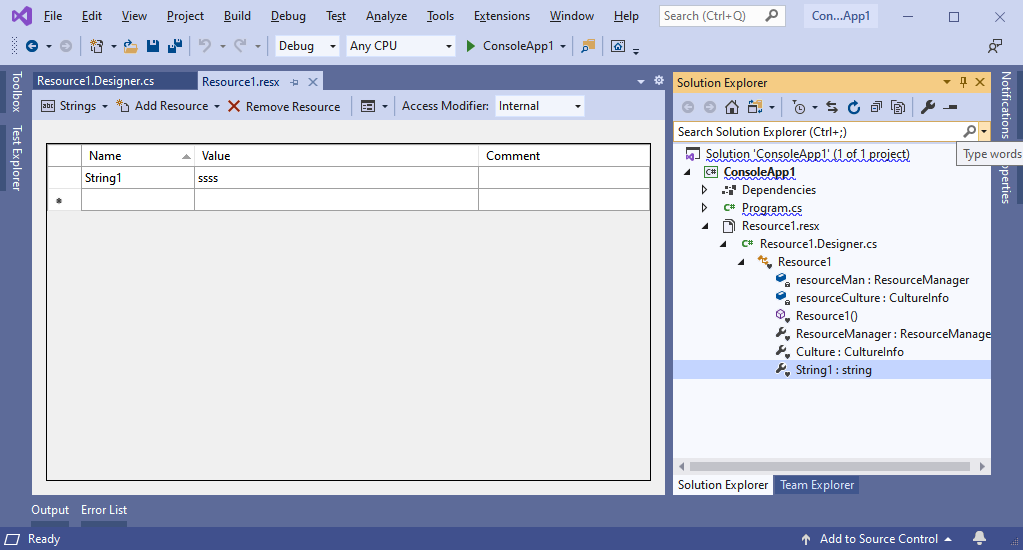 File Edit View Project Build Debug Test Analyze Tools Extensions Window Help Search (Ctrl+Q) Con...App1
Debug Any CPU ConsoleApp1
Toolbox
Test Explorer
Resource1.Designer.cs Resource1.resx
abc Strings Add Resource Remove Resource Access Modifier: Internal
Name Value Comment
String1 ssss
*
Solution Explorer
Search Solution Explorer (Ctrl+;)
Type words
Solution 'ConsoleApp1' (1 of 1 project)
C# ConsoleApp1
Dependencies
C# Program.cs
Resource1.resx
C# Resource1.Designer.cs
Resource1
resourceMan : ResourceManager
resourceCulture : CultureInfo
Resource1()
ResourceManager : ResourceManage
Culture : CultureInfo
String1 : string
Solution Explorer Team Explorer
Notifications
operties
Output Error List
Ready Add to Source Control